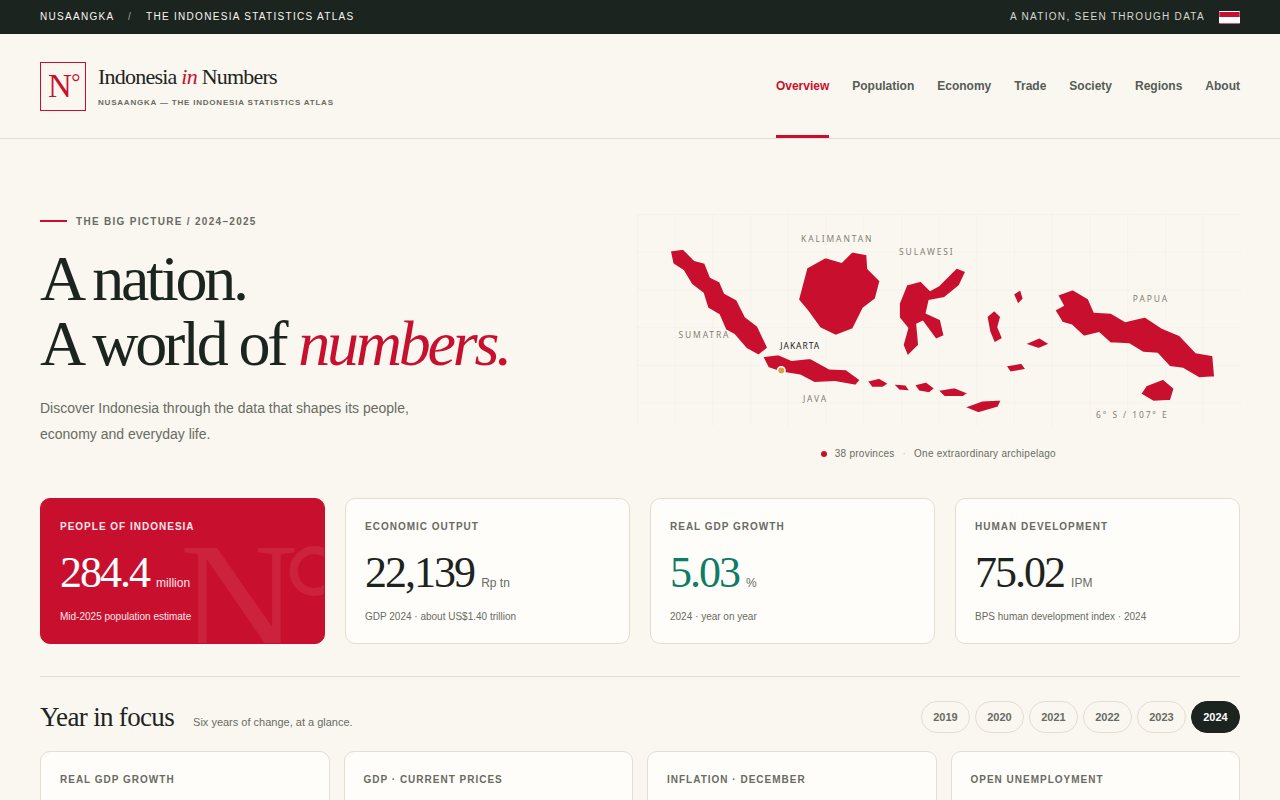 NUSAANGKA / THE INDONESIA STATISTICS ATLAS
A NATION, SEEN THROUGH DATA
N°
Indonesia in Numbers
NUSAANGKA — THE INDONESIA STATISTICS ATLAS
Overview Population Economy Trade Society Regions About
THE BIG PICTURE / 2024–2025
A nation.
A world of numbers.
Discover Indonesia through the data that shapes its people,
economy and everyday life.
KALIMANTAN
SULAWESI
PAPUA
SUMATRA
JAKARTA
JAVA
6° S / 107° E
38 provinces · One extraordinary archipelago
PEOPLE OF INDONESIA
284.4 million
Mid-2025 population estimate
N°
ECONOMIC OUTPUT
22,139 Rp tn
GDP 2024 · about US$1.40 trillion
REAL GDP GROWTH
5.03 %
2024 · year on year
HUMAN DEVELOPMENT
75.02 IPM
BPS human development index · 2024
Year in focus
Six years of change, at a glance.
2019 2020 2021 2022 2023 2024
REAL GDP GROWTH
GDP · CURRENT PRICES
INFLATION · DECEMBER
OPEN UNEMPLOYMENT